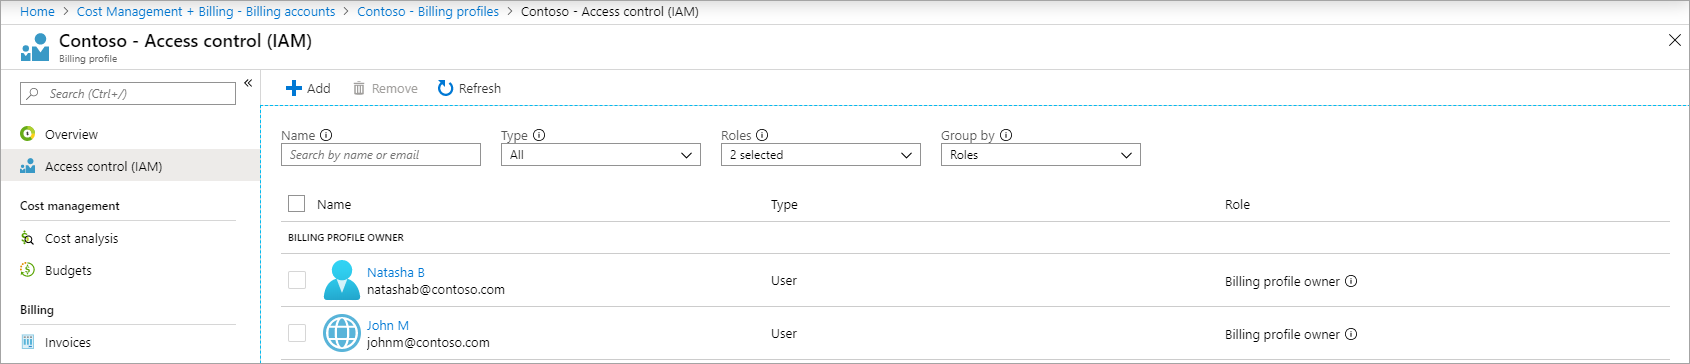 Home > Cost Management + Billing - Billing accounts > Contoso - Billing profiles > Contoso - Access control (IAM)
Contoso - Access control (IAM)
Billing profile
Search (Ctrl+/)
Overview
Access control (IAM)
Cost management
Cost analysis
Budgets
Billing
Invoices
Add Remove Refresh
Name Type Roles Group by
Search by name or email All 2 selected Roles
Name Type Role
BILLING PROFILE OWNER
Natasha B
natashab@contoso.com User Billing profile owner
John M
johnm@contoso.com User Billing profile owner